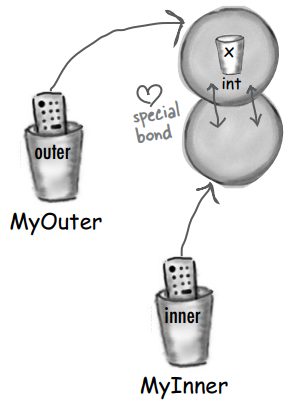 x
int
special
bond
outer
MyOuter
inner
MyInner